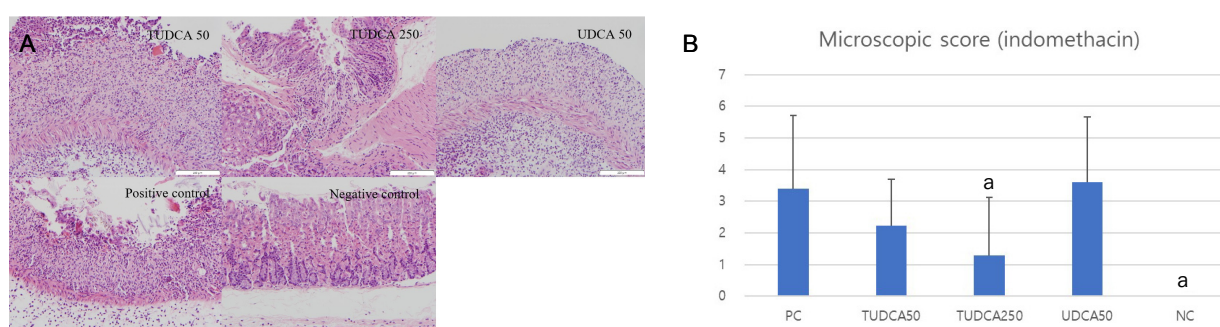 A
TUDCA 50
TUDCA 250
UDCA 50
Positive control
Negative control
B
Microscopic score (indomethacin)
7
6
5
4
3
2
1
0
a
a
PC
TUDCA50
TUDCA250
UDCA50
NC